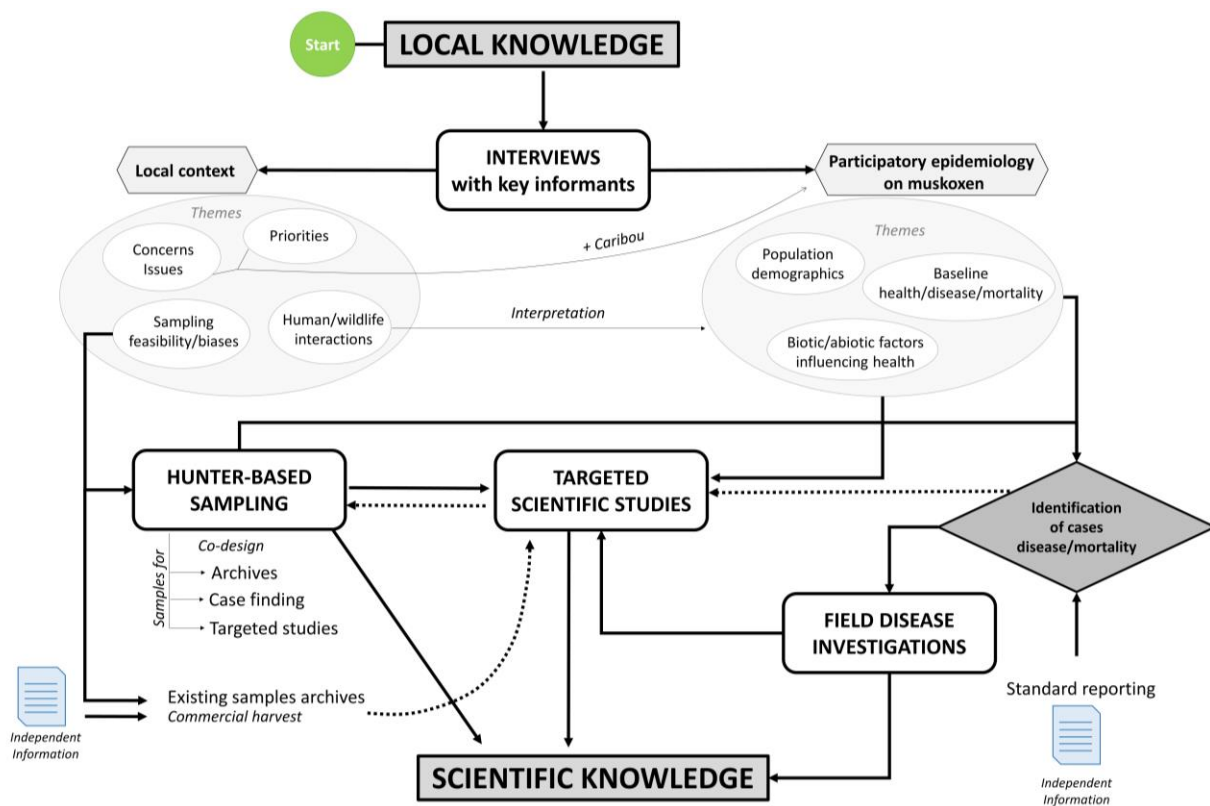 Start
LOCAL KNOWLEDGE
INTERVIEWS
with key informants
Local context
Participatory epidemiology
on muskoxen
Themes
Priorities
Concerns
Issues
Sampling
feasibility/biases
Human/wildlife
interactions
+ Caribou
Interpretation
Themes
Population
demographics
Baseline
health/disease/mortality
Biotic/abiotic factors
influencing health
HUNTER-BASED
SAMPLING
TARGETED
SCIENTIFIC STUDIES
Identification
of cases
disease/mortality
Samples for
Co-design
Archives
Case finding
Targeted studies
FIELD DISEASE
INVESTIGATIONS
Existing samples archives
Commercial harvest
Independent
Information
Standard reporting
Independent
Information
SCIENTIFIC KNOWLEDGE